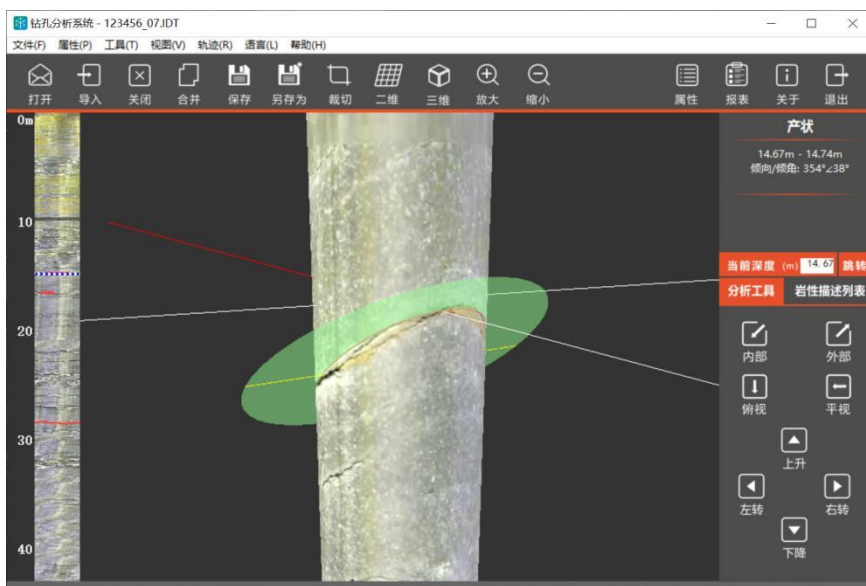 钻孔分析系统 - 123456_07.IDT
文件(F) 属性(P) 工具(T) 视图(V) 轨迹(R) 语言(L) 帮助(H)
打开 导入 关闭 合并 保存 另存为 裁切 二维 三维 放大 缩小 属性 报表 关于 退出
0m
10
20
30
40
产状
14.67m - 14.74m
倾向/倾角: 354°∠38°
当前深度 (m) 14.67 跳转
分析工具 岩性描述列表
内部 外部
俯视 平视
上升
左转 右转
下降